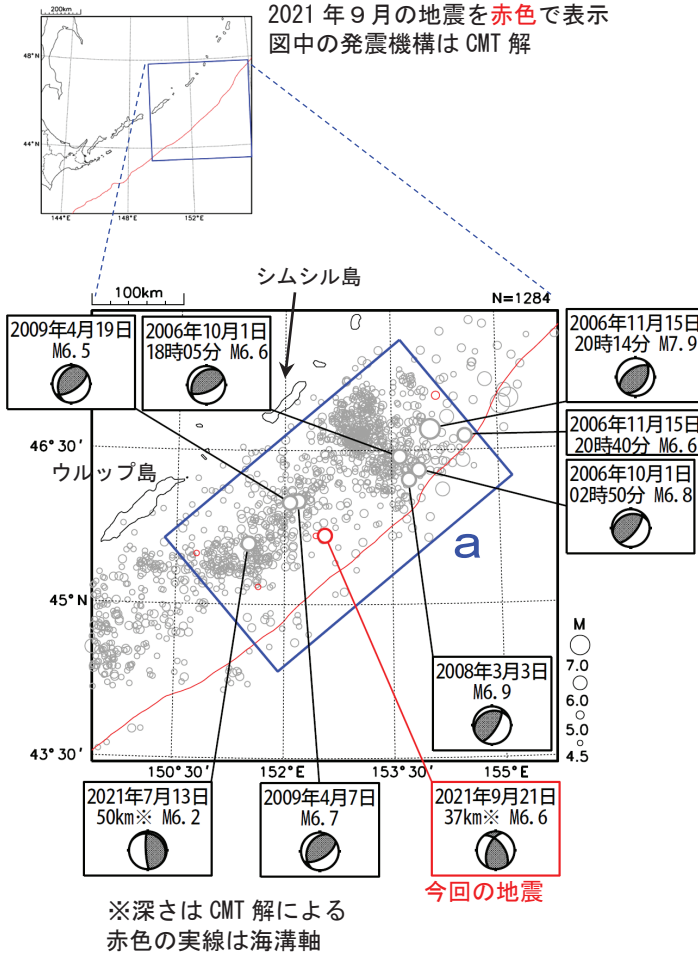 2021 年９月の地震を赤色で表示
図中の発震機構は CMT 解
200km
48°N
44°N
144°E
148°E
152°E
シムシル島
100km
N=1284
2009年4月19日
M6.5
2006年10月1日
18時05分 M6.6
2006年11月15日
20時14分 M7.9
2006年11月15日
20時40分 M6.6
2006年10月1日
02時50分 M6.8
46°30'
ウルップ島
a
45°N
M
7.0
6.0
5.0
4.5
2008年3月3日
M6.9
43°30'
150°30'
152°E
153°30'
155°E
2021年7月13日
50km※ M6.2
2009年4月7日
M6.7
2021年9月21日
37km※ M6.6
今回の地震
※深さは CMT 解による
赤色の実線は海溝軸